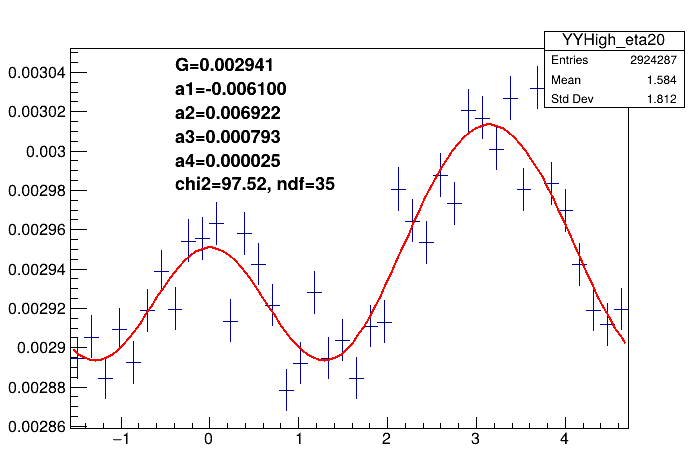 YYHigh_eta20
Entries 2924287
Mean 1.584
Std Dev 1.812
G=0.002941
a1=-0.006100
a2=0.006922
a3=0.000793
a4=0.000025
chi2=97.52, ndf=35
0.00304
0.00302
0.003
0.00298
0.00296
0.00294
0.00292
0.0029
0.00288
0.00286
−1 0 1 2 3 4